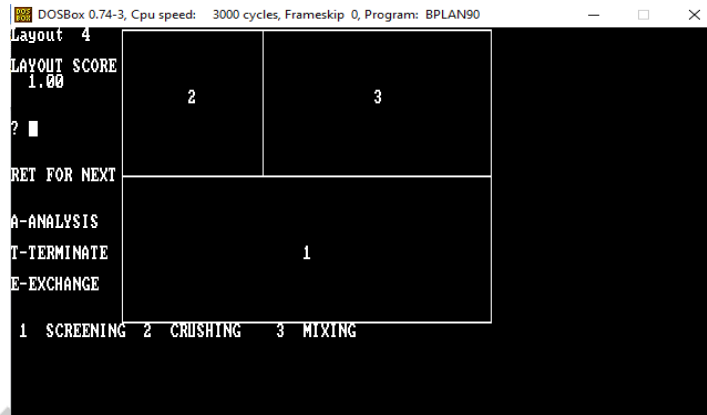 DOSBox 0.74-3, Cpu speed: 3000 cycles, Frameskip 0, Program: BPLAN90
Layout 4
LAYOUT SCORE
1.00
2 3
?
RET FOR NEXT
A-ANALYSIS
T-TERMINATE 1
E-EXCHANGE
1 SCREENING 2 CRUSHING 3 MIXING